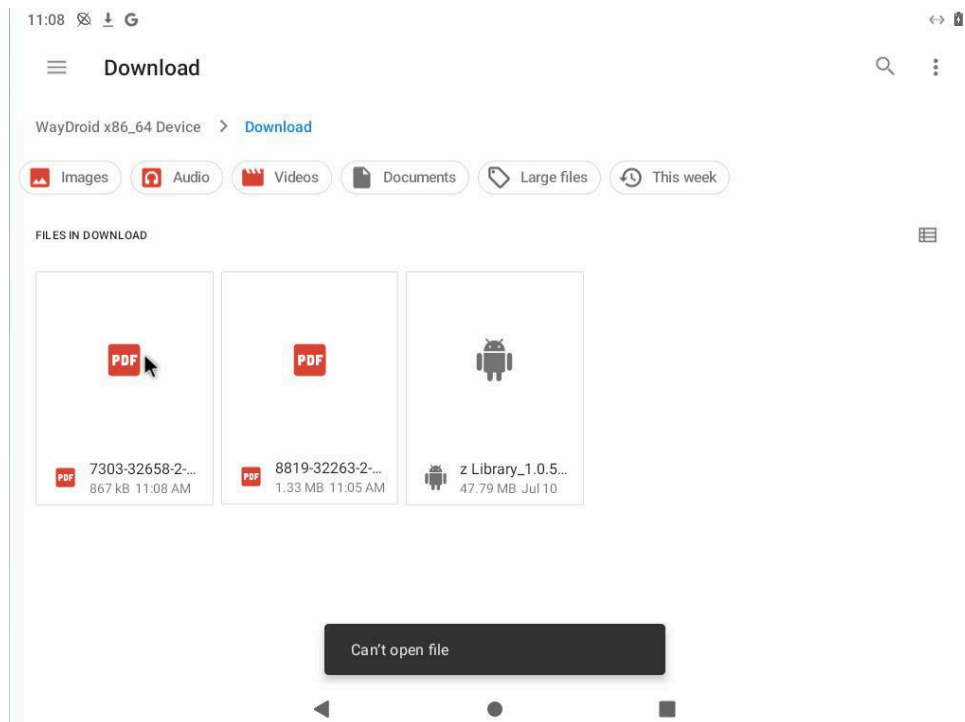 11:08 G
Download
WayDroid x86_64 Device > Download
Images Audio Videos Documents Large files This week
FILES IN DOWNLOAD
PDF PDF
PDF 7303-32658-2-... PDF 8819-32263-2-... z Library_1.0.5...
867 kB 11:08 AM 1.33 MB 11:05 AM 47.79 MB Jul 10
Can't open file